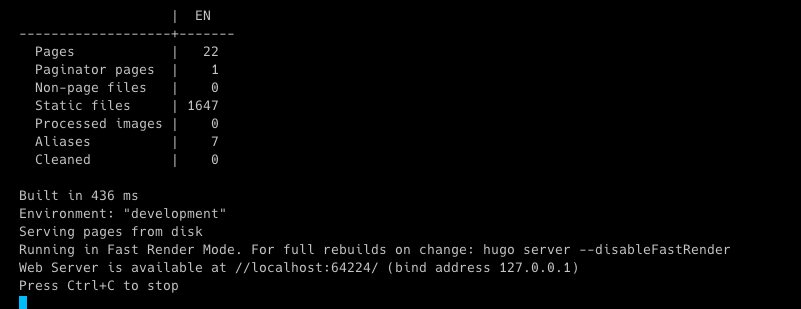 |  EN
-------------------+-------
  Pages            |   22
  Paginator pages  |    1
  Non-page files   |    0
  Static files     | 1647
  Processed images |    0
  Aliases          |    7
  Cleaned          |    0

Built in 436 ms
Environment: "development"
Serving pages from disk
Running in Fast Render Mode. For full rebuilds on change: hugo server --disableFastRender
Web Server is available at //localhost:64224/ (bind address 127.0.0.1)
Press Ctrl+C to stop